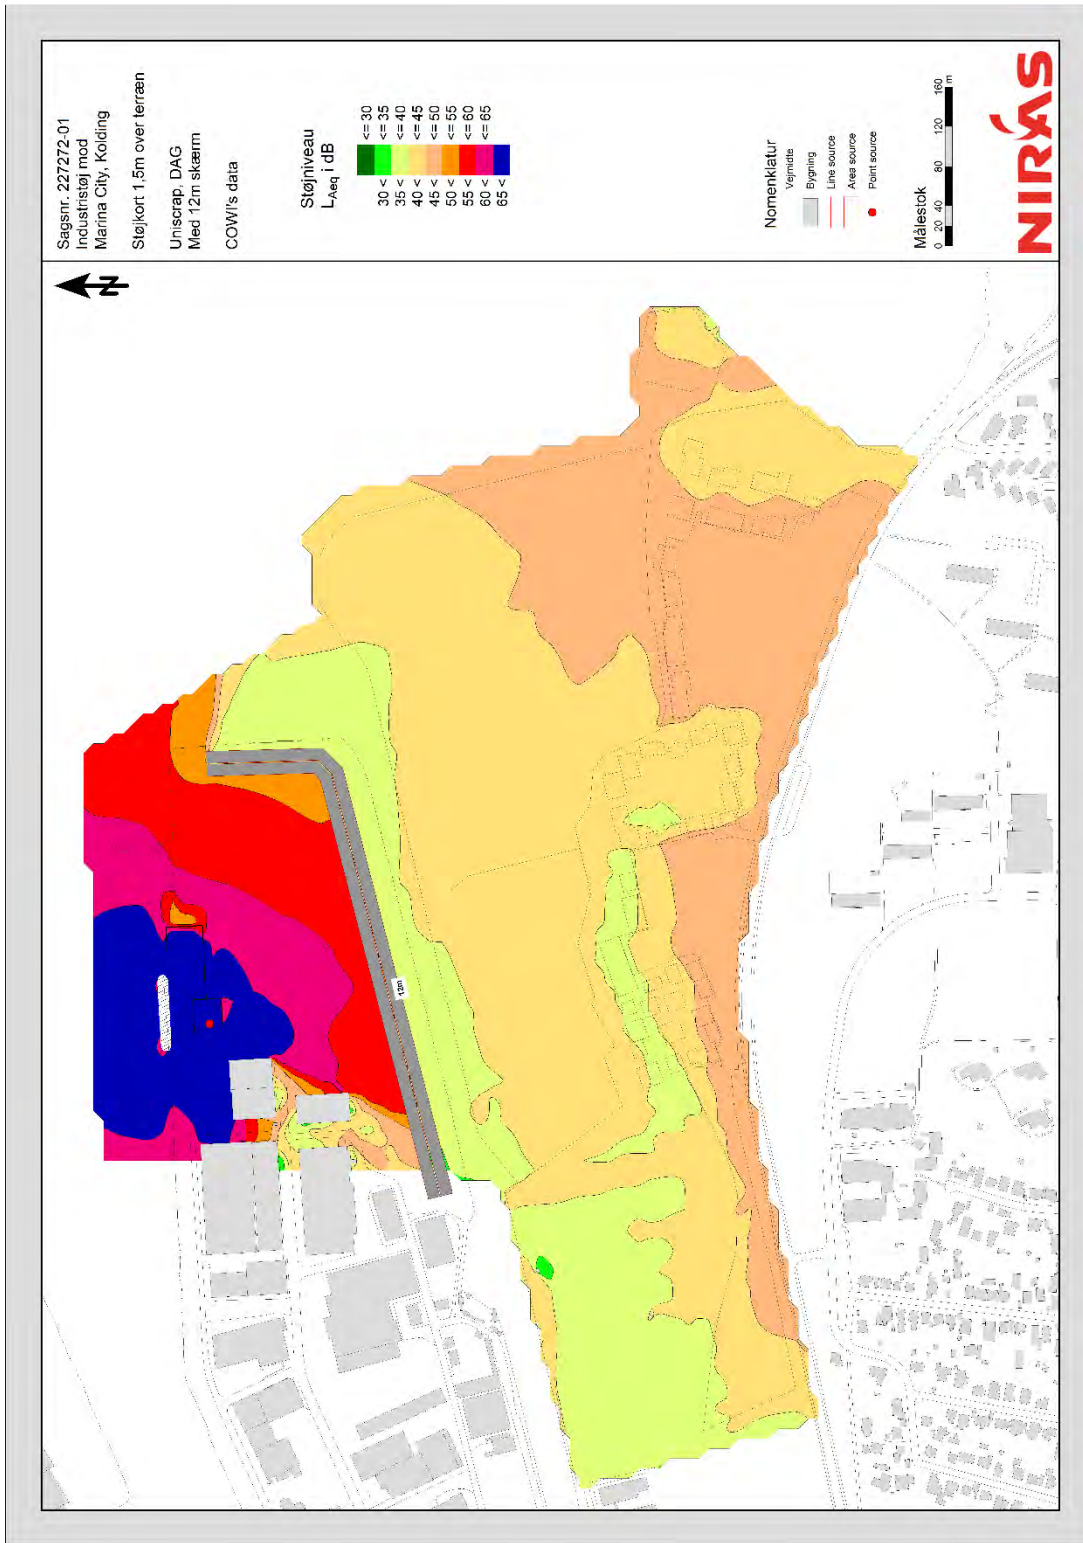 Sagsnr. 227272-01
Industristøj mod
Marina City, Kolding
Støjkort 1,5m over terræn
Uniscrap, DAG
Med 12m skærm
COWI's data
Støjniveau
LAeq i dB
<= 30
30 < <= 35
35 < <= 40
40 < <= 45
45 < <= 50
50 < <= 55
55 < <= 60
60 < <= 65
65 <
Nomenklatur
Vejmidte
Bygning
Line source
Area source
Point source
Målestok
0 20 40 80 120 160
m
NIRAS
N
12m